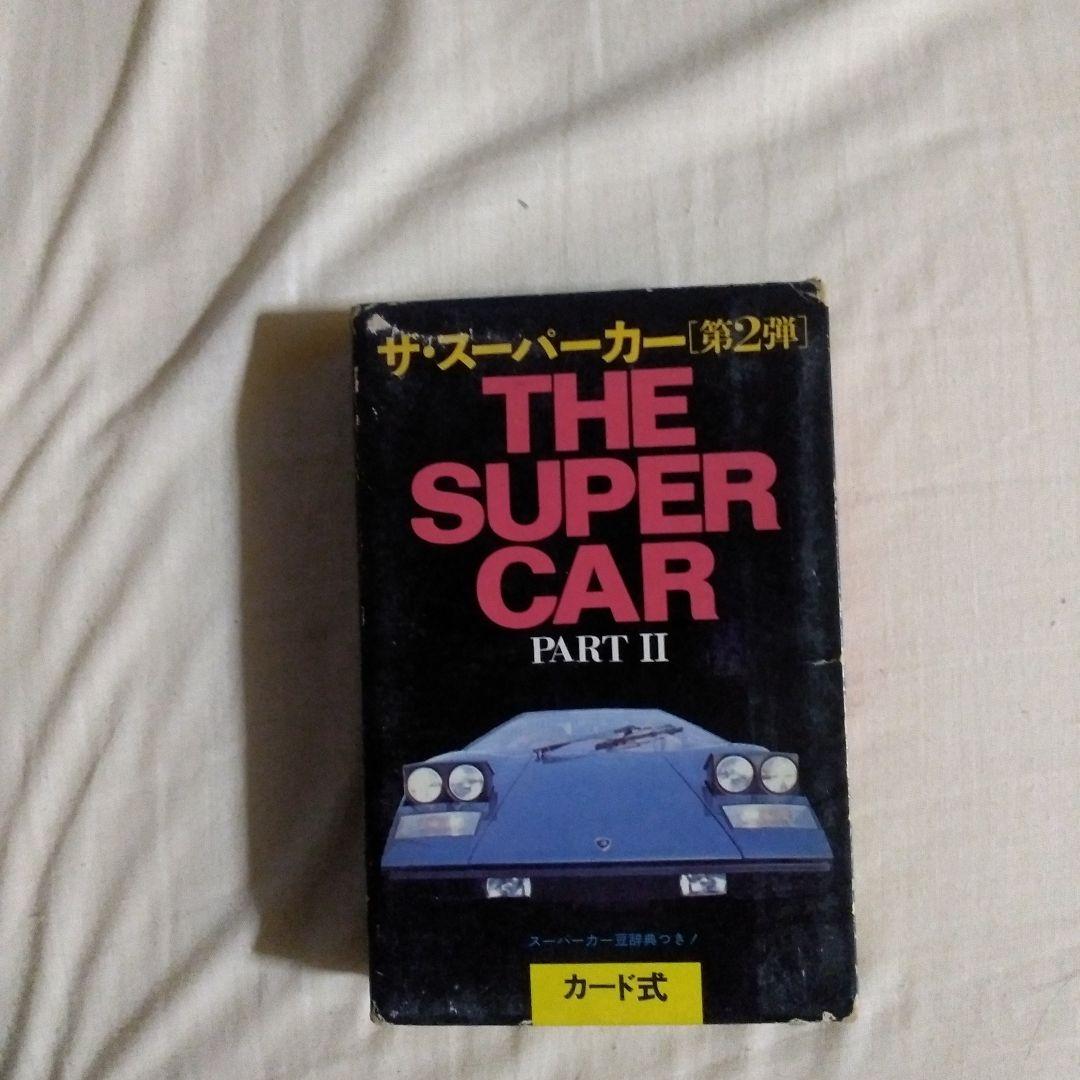 ザ・スーパーカー［第2弾］
THE
SUPER
CAR
PART II
スーパーカー豆辞典つき！
カード式